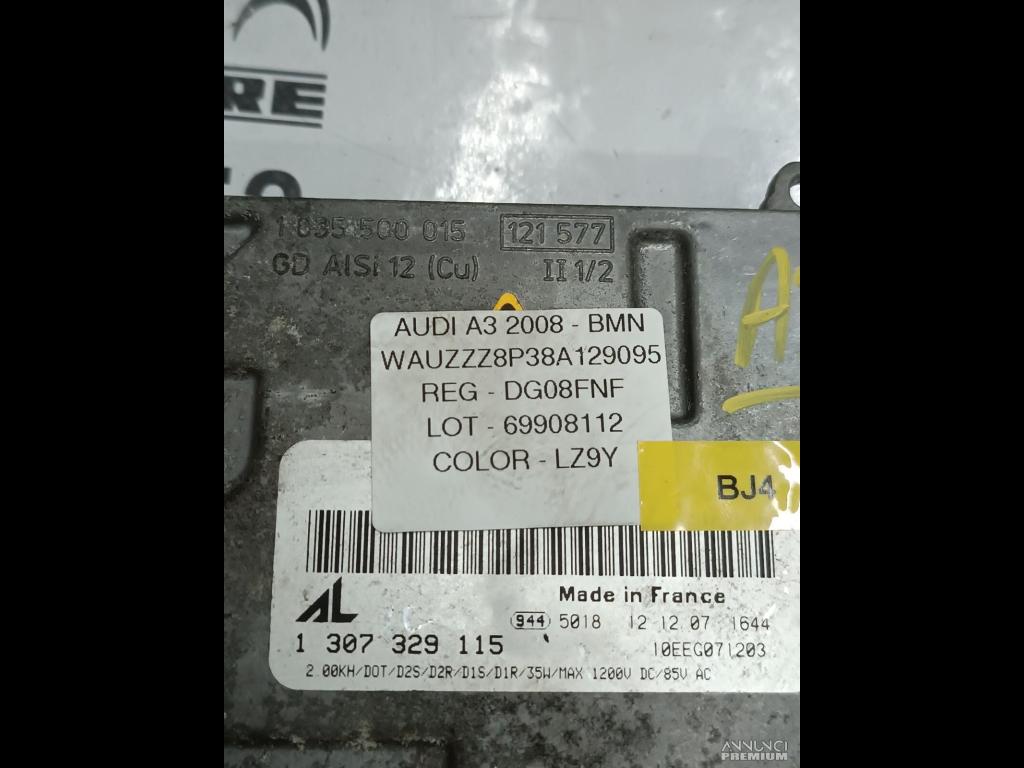 RE
1 035 500 015 121 577
GD AlSi 12 (Cu) II 1/2
AUDI A3 2008 - BMN
WAUZZZ8P38A129095
REG - DG08FNF
LOT - 69908112
COLOR - LZ9Y
BJ4
AL
Made in France
944 5018 12 12.07 1644
1 307 329 115 10EEG071203
2.00KH/DOT/D2S/D2R/D1S/D1R/35W/MAX 1200V DC/85V AC
ANNUNCI
PREMIUM